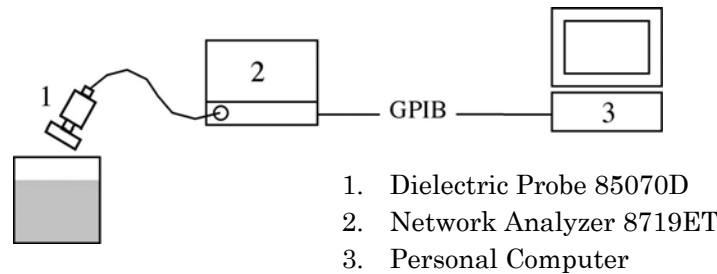 1
2
GPIB
3
1. Dielectric Probe 85070D
2. Network Analyzer 8719ET
3. Personal Computer